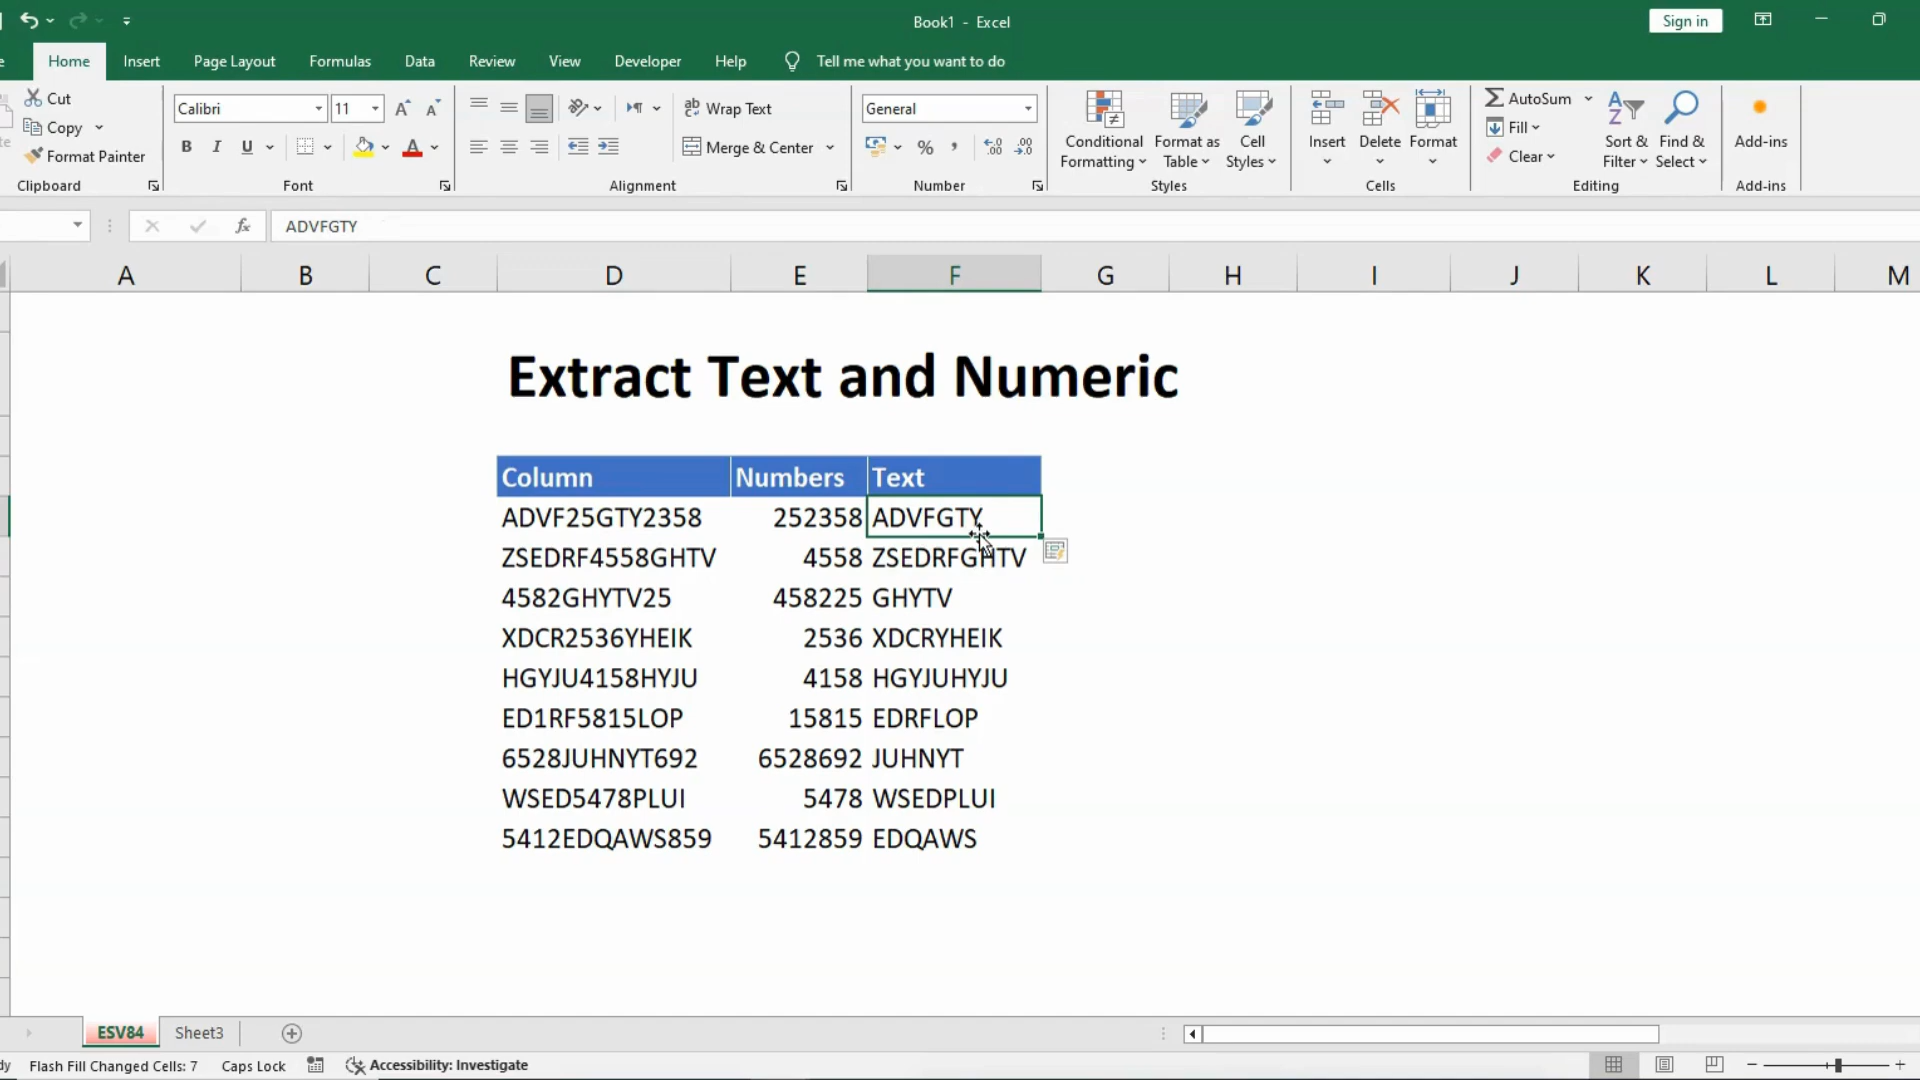 Book1 - Excel
Sign in
Home Insert Page Layout Formulas Data Review View Developer Help Tell me what you want to do
Cut
Copy
Format Painter
Clipboard
Calibri 11
B I U A
Font
Wrap Text
Merge & Center
Alignment
General
% ,
Number
Conditional Formatting
Format as Table
Cell Styles
Styles
Insert Delete Format
Cells
AutoSum
Fill
Clear
Sort & Filter
Find & Select
Editing
Add-ins
Add-ins
fx ADVFGTY
A B C D E F G H I J K L M
Extract Text and Numeric
Column Numbers Text
ADVF25GTY2358 252358 ADVFGTY
ZSEDRF4558GHTV 4558 ZSEDRFGHTV
4582GHYTV25 458225 GHYTV
XDCR2536YHEIK 2536 XDCRYHEIK
HGYJU4158HYJU 4158 HGYJUHYJU
ED1RF5815LOP 15815 EDRFLOP
6528JUHNYT692 6528692 JUHNYT
WSED5478PLUI 5478 WSEDPLUI
5412EDQAWS859 5412859 EDQAWS
ESV84 Sheet3
Flash Fill Changed Cells: 7 Caps Lock Accessibility: Investigate